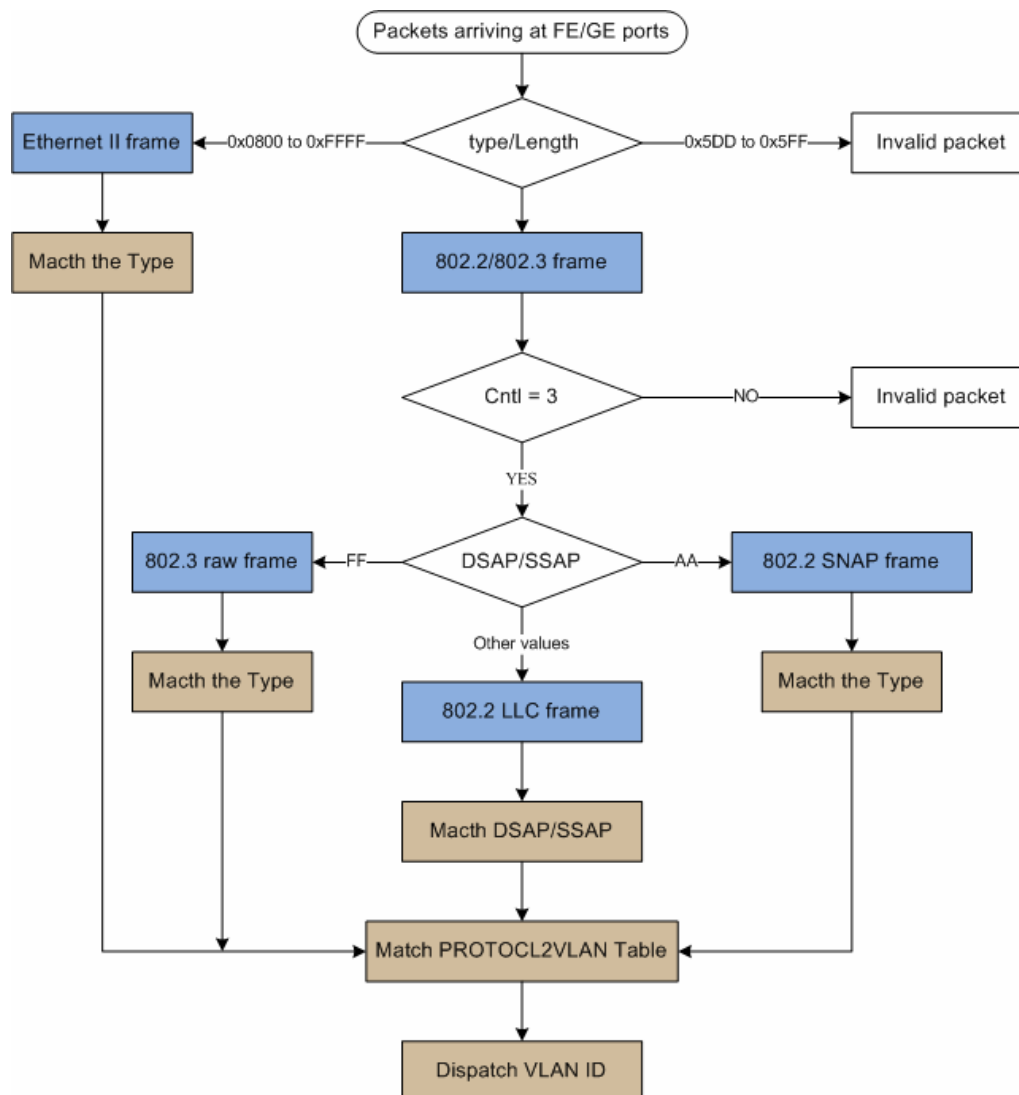 Packets arriving at FE/GE ports
Ethernet II frame
0x0800 to 0xFFFF
type/Length
0x5DD to 0x5FF
Invalid packet
Macth the Type
802.2/802.3 frame
Cntl = 3
NO
Invalid packet
YES
802.3 raw frame
FF
DSAP/SSAP
AA
802.2 SNAP frame
Other values
Macth the Type
802.2 LLC frame
Macth the Type
Macth DSAP/SSAP
Match PROTOCL2VLAN Table
Dispatch VLAN ID